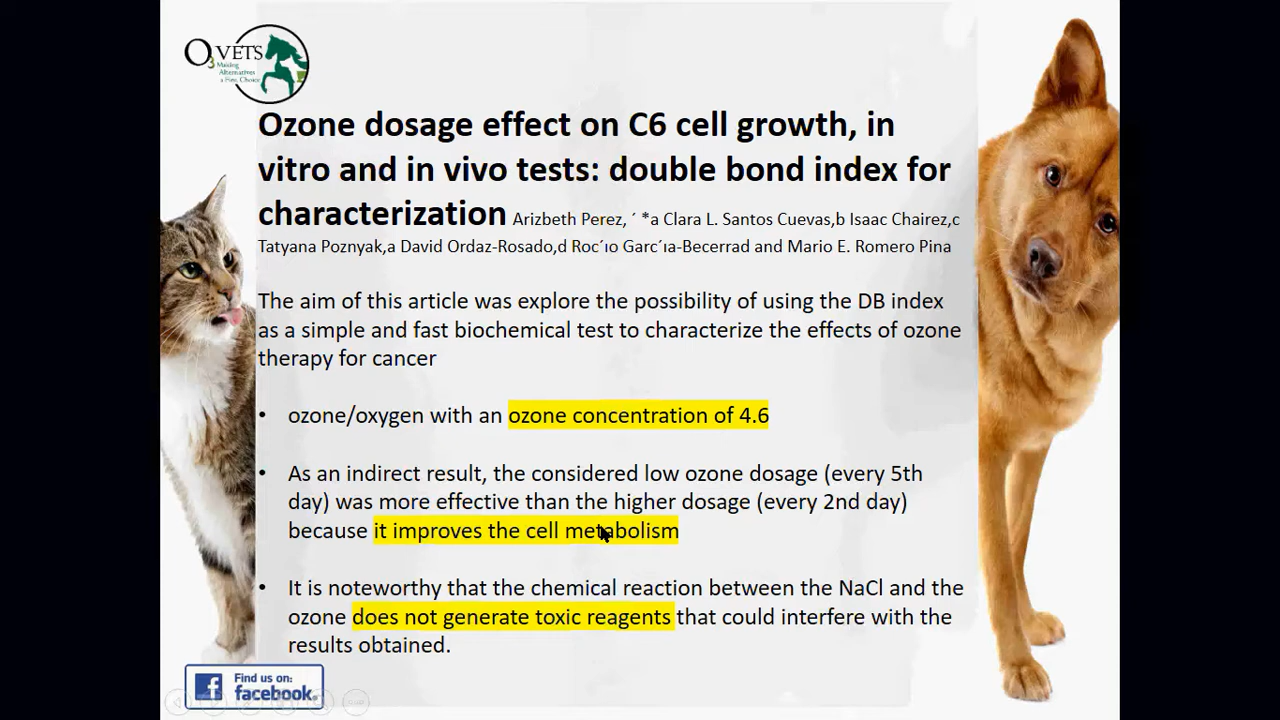 O3VETS
Making
Alternatives
a First Choice
Ozone dosage effect on C6 cell growth, in
vitro and in vivo tests: double bond index for
characterization Arizbeth Perez, ´ *a Clara L. Santos Cuevas,b Isaac Chairez,c
Tatyana Poznyak,a David Ordaz-Rosado,d Roc´ıo Garc´ıa-Becerrad and Mario E. Romero Pina
The aim of this article was explore the possibility of using the DB index
as a simple and fast biochemical test to characterize the effects of ozone
therapy for cancer
• ozone/oxygen with an ozone concentration of 4.6
• As an indirect result, the considered low ozone dosage (every 5th
day) was more effective than the higher dosage (every 2nd day)
because it improves the cell metabolism
• It is noteworthy that the chemical reaction between the NaCl and the
ozone does not generate toxic reagents that could interfere with the
results obtained.
Find us on:
facebook.